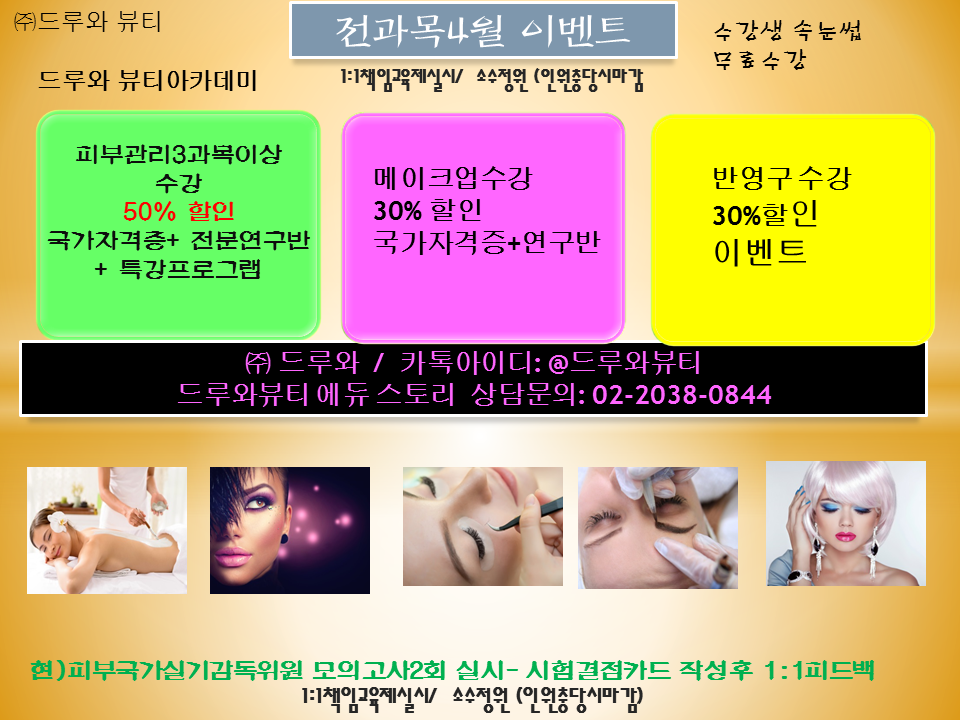 ㈜드루와 뷰티
드루와 뷰티아카데미
전과목4월 이벤트
1:1책임교육제실시/ 소수정원 (인원충당시마감
수강생 속눈썹
무료수강
피부관리3과목이상
수강
50% 할인
국가자격증+ 전문연구반
+ 특강프로그램
메이크업수강
30% 할인
국가자격증+연구반
반영구 수강
30%할인
이벤트
㈜ 드루와 / 카톡아이디: @드루와뷰티
드루와뷰티 에듀 스토리 상담문의: 02-2038-0844
현)피부국가실기감독위원 모의고사2회 실시- 시험결점카드 작성후 1:1피드백
1:1책임교육제실시/ 소수정원 (인원충당시마감)